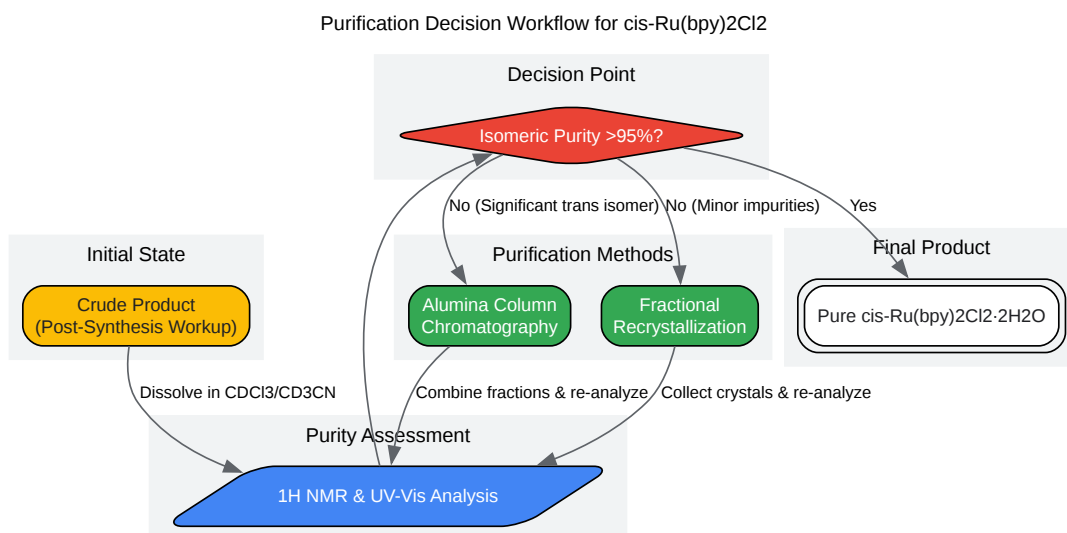 Purification Decision Workflow for cis-Ru(bpy)2Cl2
Decision Point
Isomeric Purity >95%?
No (Significant trans isomer)
No (Minor impurities)
Yes
Initial State
Crude Product
(Post-Synthesis Workup)
Purification Methods
Alumina Column
Chromatography
Fractional
Recrystallization
Final Product
Pure cis-Ru(bpy)2Cl2·2H2O
Dissolve in CDCl3/CD3CN
Combine fractions & re-analyze
Collect crystals & re-analyze
Purity Assessment
1H NMR & UV-Vis Analysis